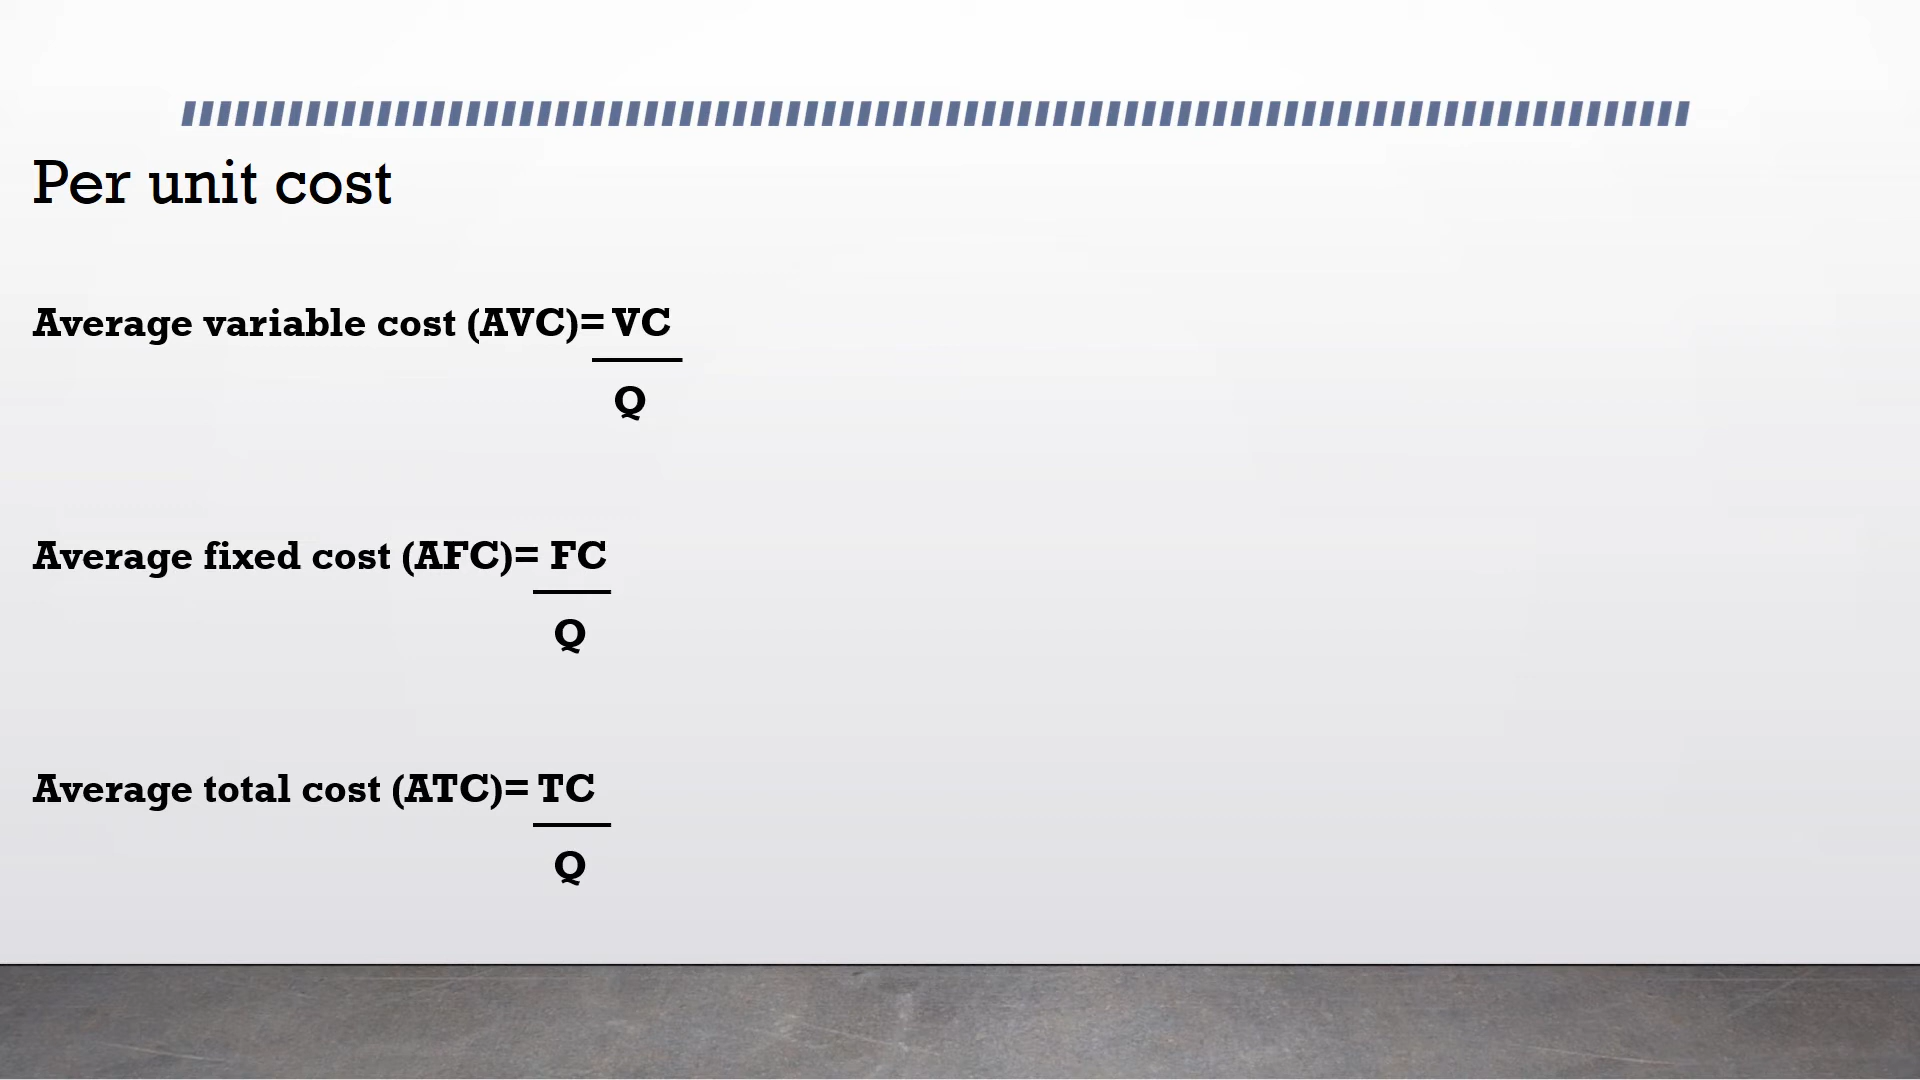 Per unit cost
Average variable cost (AVC)= VC
Q
Average fixed cost (AFC)= FC
Q
Average total cost (ATC)= TC
Q